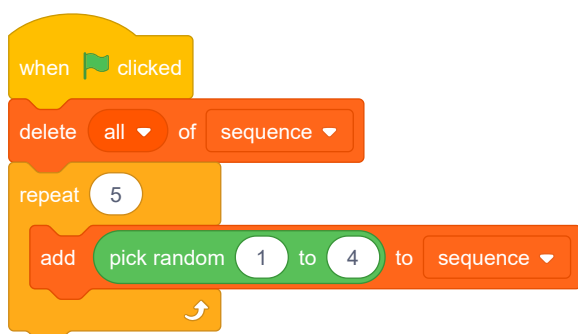 when clicked
delete all of sequence
repeat 5
add pick random 1 to 4 to sequence